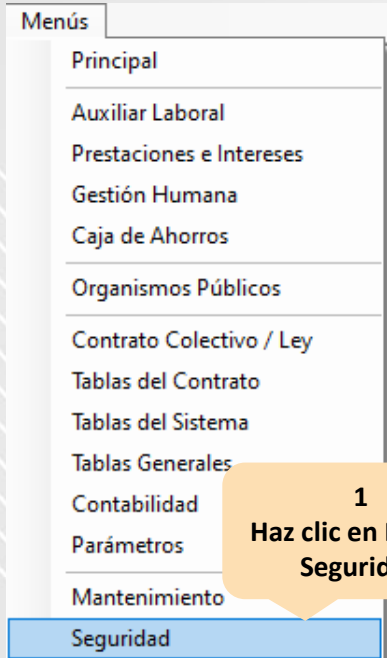 Menús
Principal
Auxiliar Laboral
Prestaciones e Intereses
Gestión Humana
Caja de Ahorros
Organismos Públicos
Contrato Colectivo / Ley
Tablas del Contrato
Tablas del Sistema
Tablas Generales
Contabilidad
Parámetros
Mantenimiento
Seguridad
1
Haz clic en